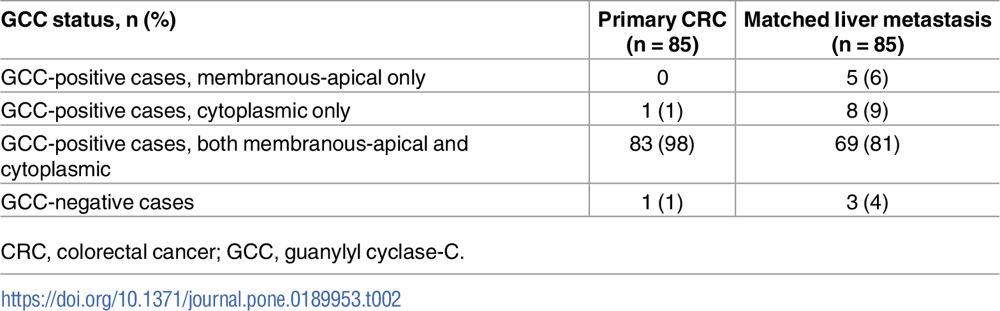 GCC status, n (%) Primary CRC (n = 85) Matched liver metastasis (n = 85)
GCC-positive cases, membranous-apical only 0 5 (6)
GCC-positive cases, cytoplasmic only 1 (1) 8 (9)
GCC-positive cases, both membranous-apical and cytoplasmic 83 (98) 69 (81)
GCC-negative cases 1 (1) 3 (4)
CRC, colorectal cancer; GCC, guanylyl cyclase-C.
https://doi.org/10.1371/journal.pone.0189953.t002